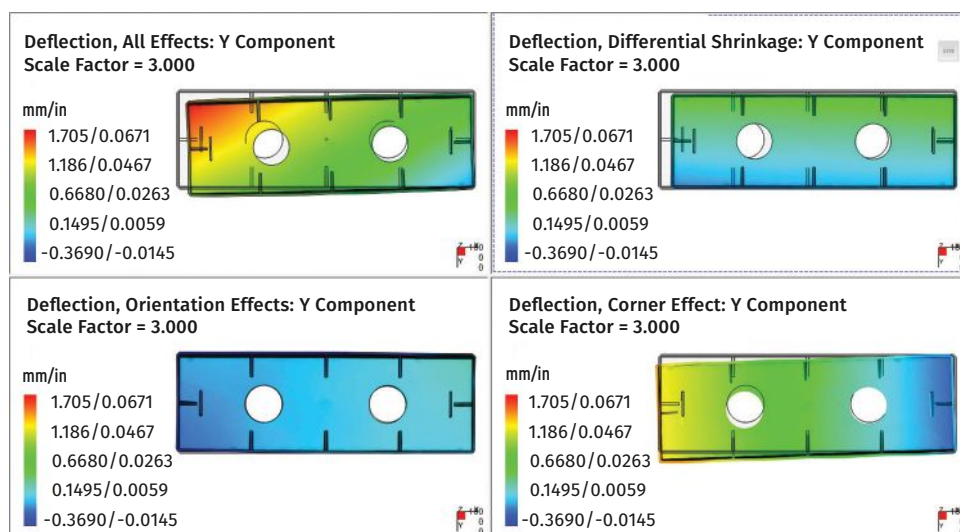 Deflection, All Effects: Y Component
Scale Factor = 3.000
mm/in
1.705/0.0671
1.186/0.0467
0.6680/0.0263
0.1495/0.0059
-0.3690/-0.0145
Z
Y
Deflection, Differential Shrinkage: Y Component
Scale Factor = 3.000
mm/in
1.705/0.0671
1.186/0.0467
0.6680/0.0263
0.1495/0.0059
-0.3690/-0.0145
Z
Y
Deflection, Orientation Effects: Y Component
Scale Factor = 3.000
mm/in
1.705/0.0671
1.186/0.0467
0.6680/0.0263
0.1495/0.0059
-0.3690/-0.0145
Z
Y
Deflection, Corner Effect: Y Component
Scale Factor = 3.000
mm/in
1.705/0.0671
1.186/0.0467
0.6680/0.0263
0.1495/0.0059
-0.3690/-0.0145
Z
Y